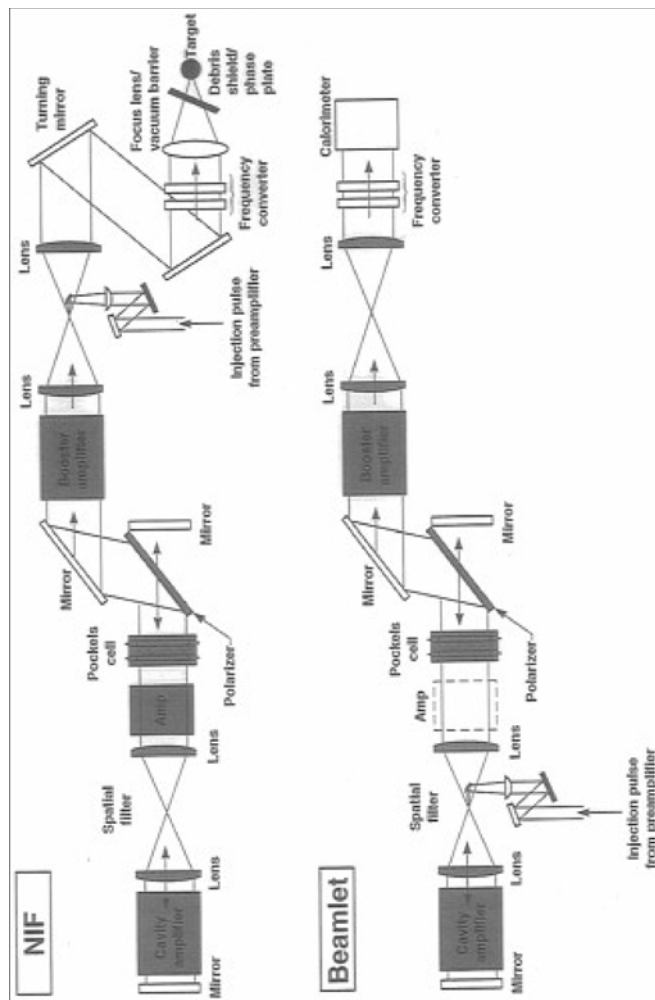 NIF
Mirror
Cavity
amplifier
Lens
Spatial
filter
Lens
Amp
Pockels
cell
Polarizer
Mirror
Mirror
Booster
amplifier
Lens
Injection pulse
from preamplifier
Lens
Turning
mirror
Frequency
converter
Focus lens/
vacuum barrier
Debris
shield/
phase
plate
Target
Beamlet
Mirror
Cavity
amplifier
Lens
Injection pulse
from preamplifier
Spatial
filter
Lens
Amp
Pockels
cell
Polarizer
Mirror
Mirror
Booster
amplifier
Lens
Lens
Frequency
converter
Calorimeter